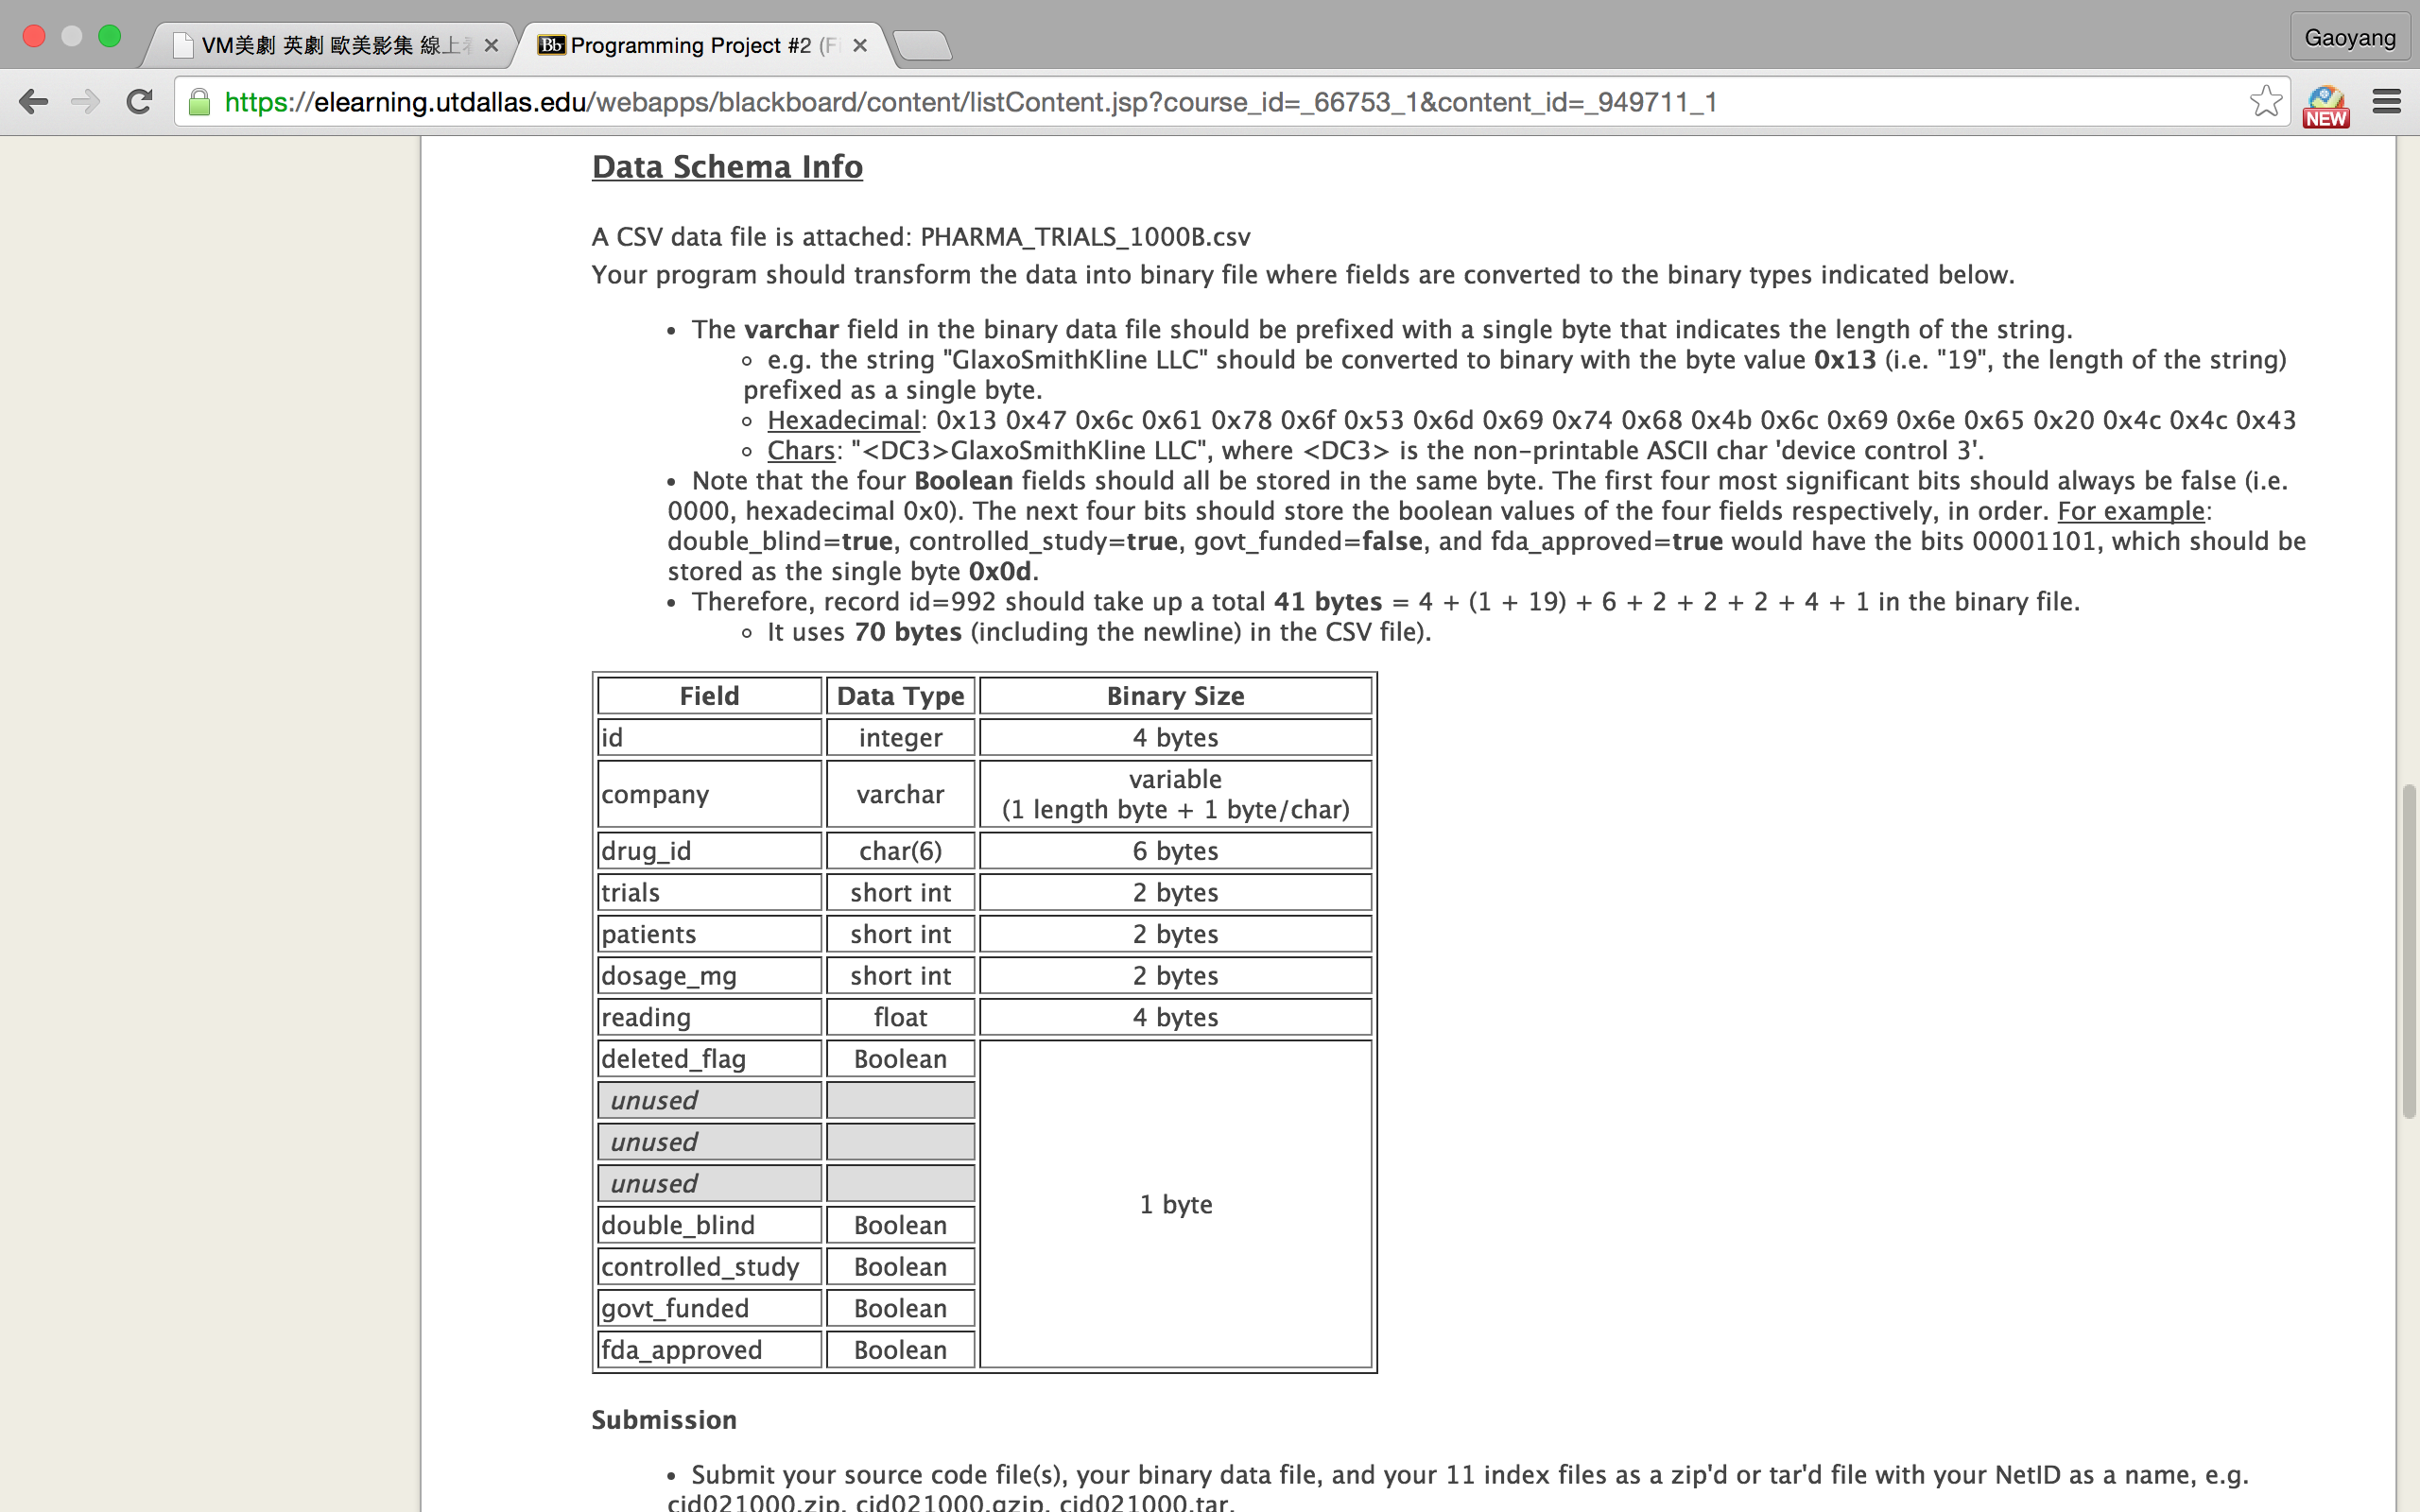 VM美劇 英劇 歐美影集 線上
Programming Project #2 (F
Gaoyang
https://elearning.utdallas.edu/webapps/blackboard/content/listContent.jsp?course_id=_66753_1&content_id=_949711_1
NEW
Data Schema Info
A CSV data file is attached: PHARMA_TRIALS_1000B.csv
Your program should transform the data into binary file where fields are converted to the binary types indicated below.
• The varchar field in the binary data file should be prefixed with a single byte that indicates the length of the string.
◦ e.g. the string "GlaxoSmithKline LLC" should be converted to binary with the byte value 0x13 (i.e. "19", the length of the string)
prefixed as a single byte.
◦ Hexadecimal: 0x13 0x47 0x6c 0x61 0x78 0x6f 0x53 0x6d 0x69 0x74 0x68 0x4b 0x6c 0x69 0x6e 0x65 0x20 0x4c 0x4c 0x43
◦ Chars: "<DC3>GlaxoSmithKline LLC", where <DC3> is the non-printable ASCII char 'device control 3'.
• Note that the four Boolean fields should all be stored in the same byte. The first four most significant bits should always be false (i.e.
0000, hexadecimal 0x0). The next four bits should store the boolean values of the four fields respectively, in order. For example:
double_blind=true, controlled_study=true, govt_funded=false, and fda_approved=true would have the bits 00001101, which should be
stored as the single byte 0x0d.
• Therefore, record id=992 should take up a total 41 bytes = 4 + (1 + 19) + 6 + 2 + 2 + 2 + 4 + 1 in the binary file.
◦ It uses 70 bytes (including the newline) in the CSV file).
Field Data Type Binary Size
id integer 4 bytes
company varchar variable
(1 length byte + 1 byte/char)
drug_id char(6) 6 bytes
trials short int 2 bytes
patients short int 2 bytes
dosage_mg short int 2 bytes
reading float 4 bytes
deleted_flag Boolean
unused
unused
unused
1 byte
double_blind Boolean
controlled_study Boolean
govt_funded Boolean
fda_approved Boolean
Submission
• Submit your source code file(s), your binary data file, and your 11 index files as a zip'd or tar'd file with your NetID as a name, e.g.
cid021000.zip, cid021000.gzip, cid021000.tar.